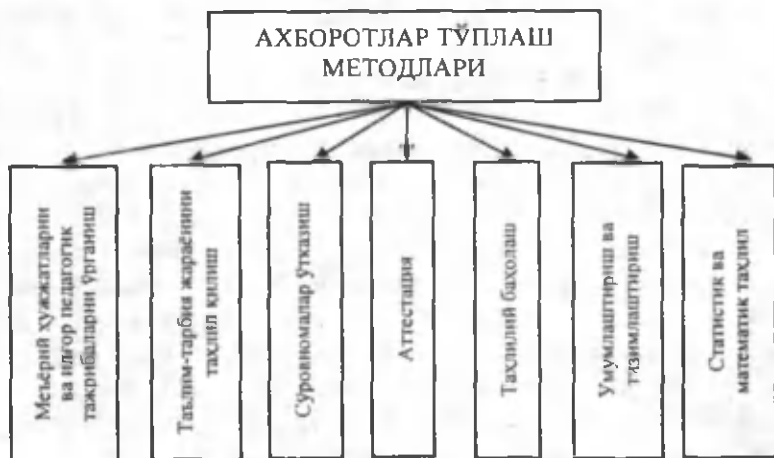 АХБОРОТЛАР ТЎПЛАШ
МЕТОДЛАРИ
Меъёрий ҳужжатларни
ва илғор педагогик
тажрибаларни ўрганиш
Таълим-тарбия жараёнини
таҳлил қилиш
Сўровномалар ўтказиш
Аттестация
Таҳлилий баҳолаш
Умумлаштириш ва
тизимлаштириш
Статистик ва
математик таҳлил